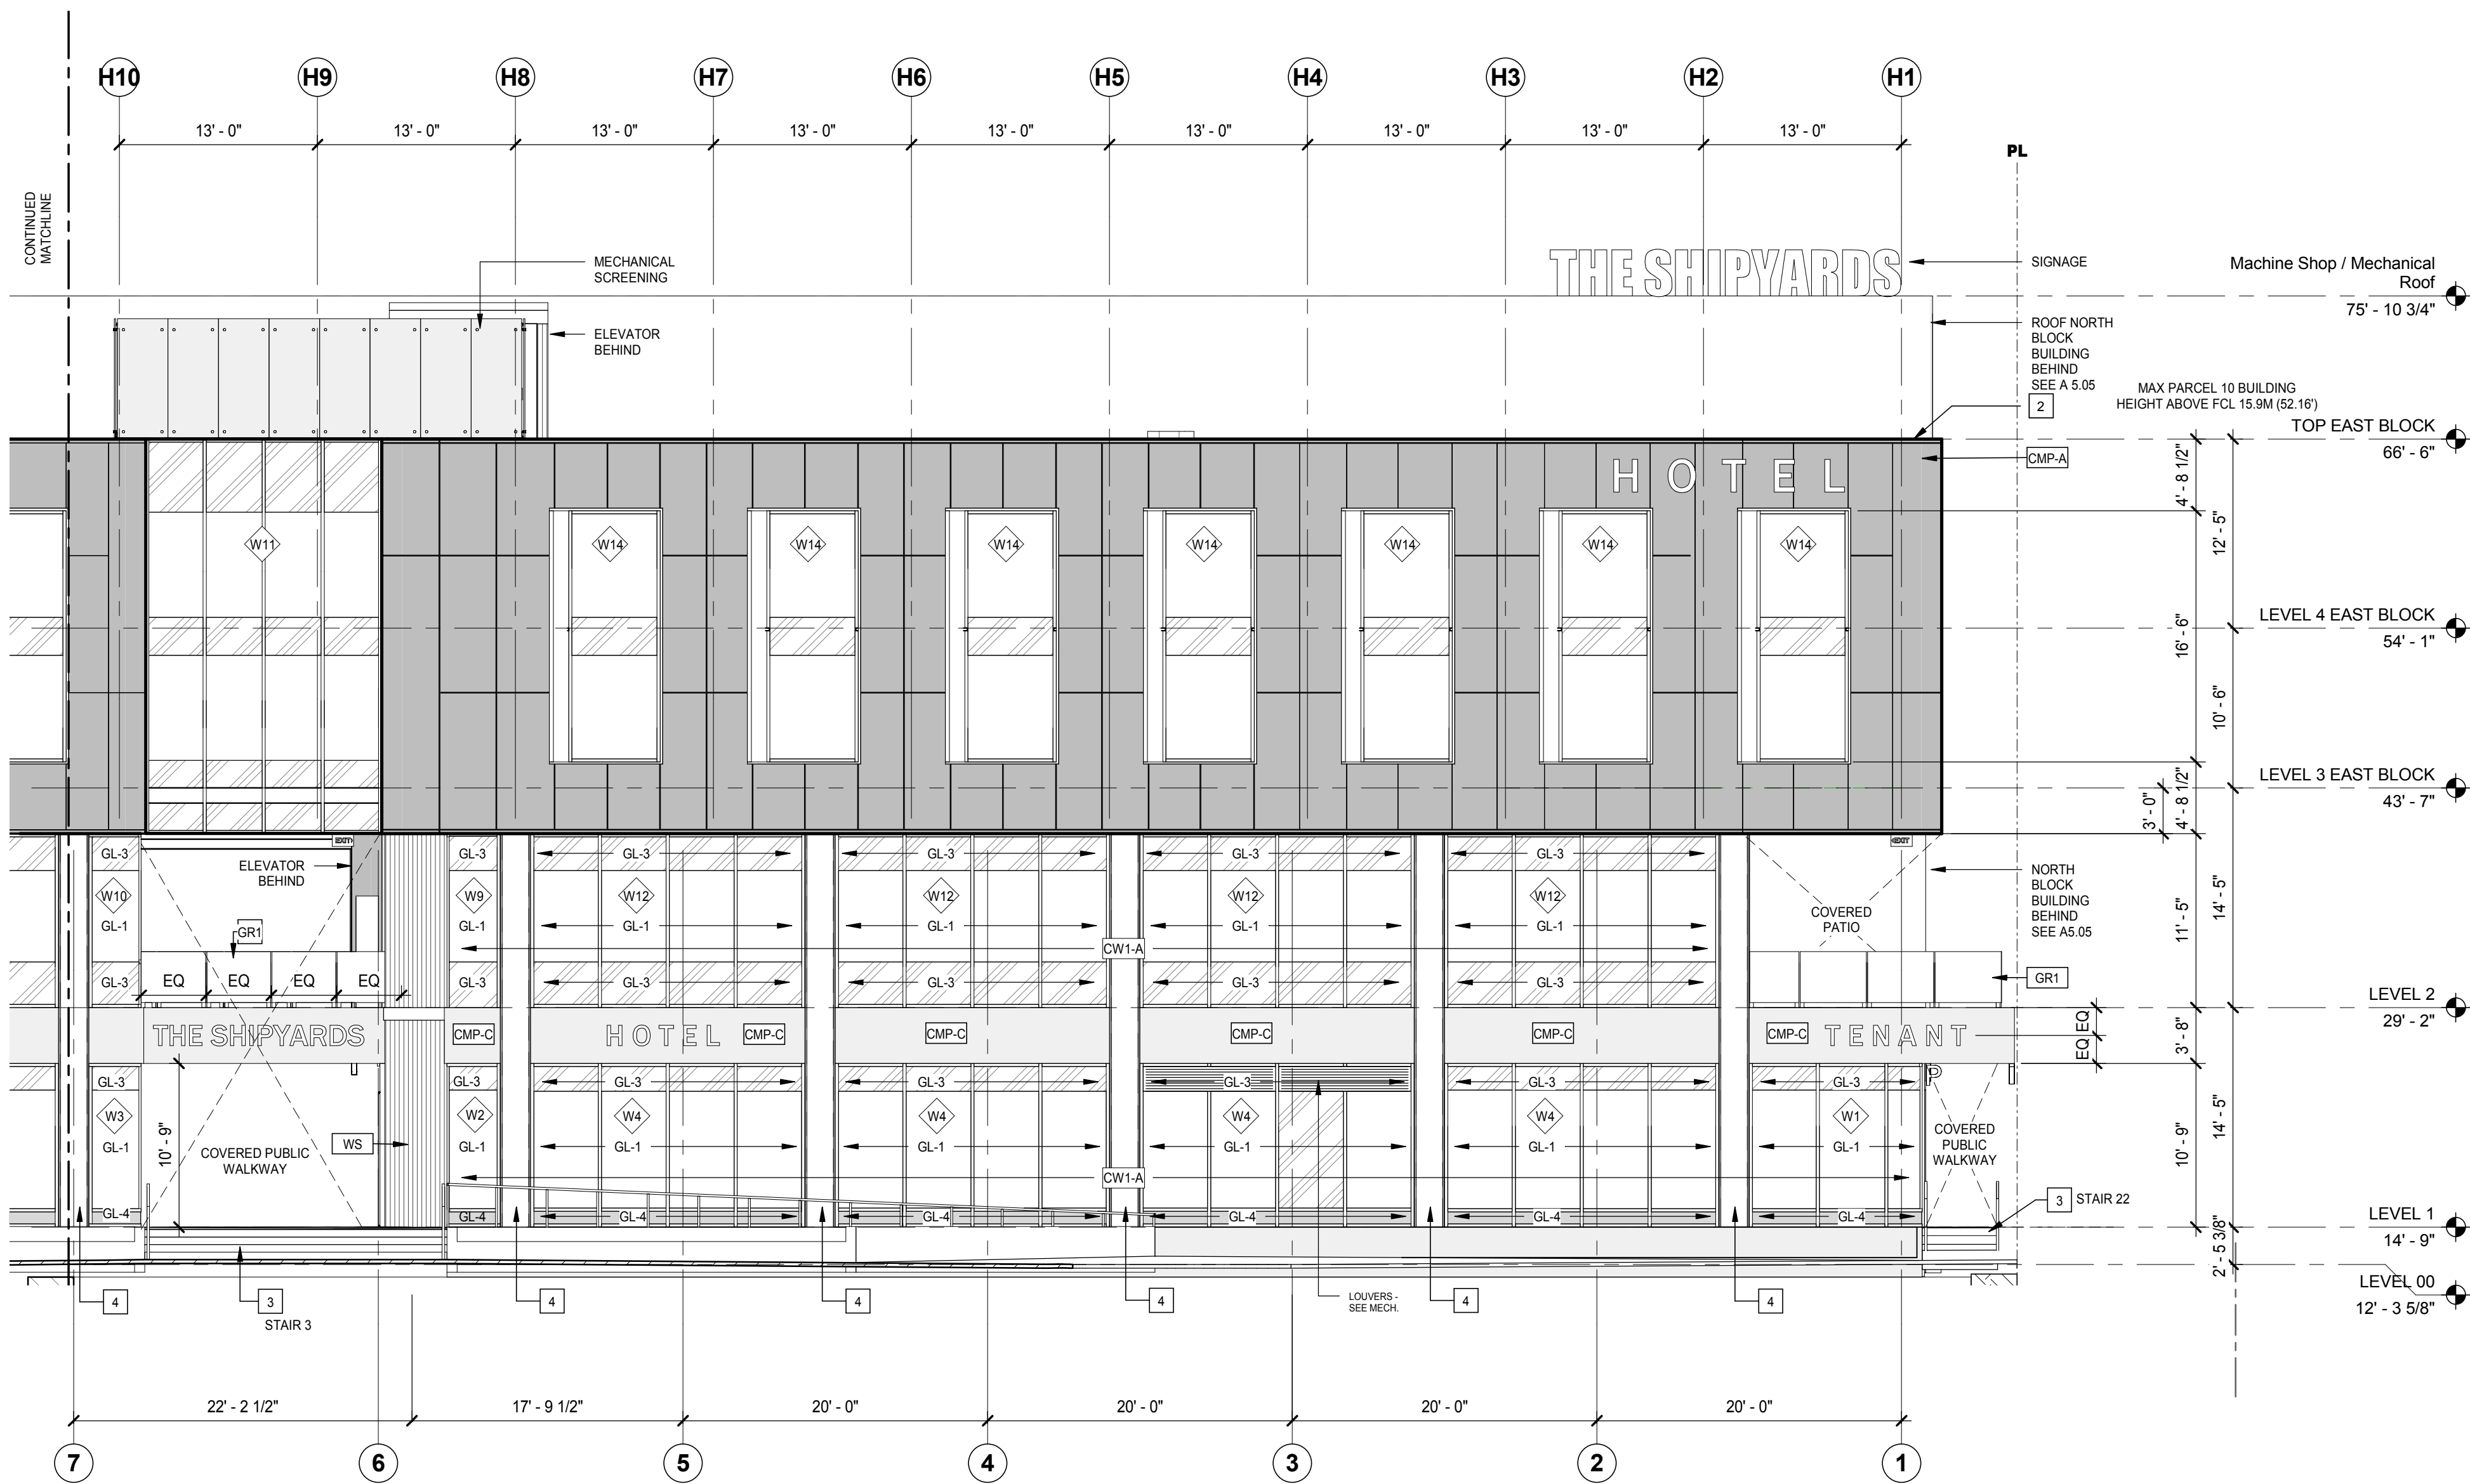 H10 H9 H8 H7 H6 H5 H4 H3 H2 H1
13' - 0" 13' - 0" 13' - 0" 13' - 0" 13' - 0" 13' - 0" 13' - 0" 13' - 0" 13' - 0"
PL
CONTINUED
MATCHLINE
MECHANICAL
SCREENING
ELEVATOR
BEHIND
THE SHIPYARDS
SIGNAGE
Machine Shop / Mechanical
Roof
75' - 10 3/4"
ROOF NORTH
BLOCK
BUILDING
BEHIND
SEE A 5.05
2
MAX PARCEL 10 BUILDING
HEIGHT ABOVE FCL 15.9M (52.16')
TOP EAST BLOCK
66' - 6"
CMP-A
HOTEL
W11 W14 W14 W14 W14 W14 W14 W14
4' - 8 1/2"
12' - 5"
LEVEL 4 EAST BLOCK
54' - 1"
16' - 6"
10' - 6"
LEVEL 3 EAST BLOCK
43' - 7"
3' - 0"
4' - 8 1/2"
EXIT EXIT
GL-3 GL-3 GL-3 GL-3 GL-3 GL-3
ELEVATOR
BEHIND
W10 W9 W12 W12 W12 W12
GL-1 GL-1 GL-1 GL-1 GL-1 GL-1
GR1
CW1-A
COVERED
PATIO
NORTH
BLOCK
BUILDING
BEHIND
SEE A5.05
11' - 5"
14' - 5"
GL-3 EQ EQ EQ EQ GL-3 GL-3 GL-3 GL-3 GL-3
GR1
LEVEL 2
29' - 2"
THE SHIPYARDS CMP-C HOTEL CMP-C CMP-C CMP-C CMP-C CMP-C TENANT
EQ EQ
3' - 8"
GL-3 GL-3 GL-3 GL-3 GL-3 GL-3 GL-3
P
W3 W2 W4 W4 W4 W4 W1
GL-1 GL-1 GL-1 GL-1 GL-1 GL-1 GL-1
10' - 9"
COVERED PUBLIC
WALKWAY
WS
CW1-A
COVERED
PUBLIC
WALKWAY
10' - 9"
14' - 5"
3 STAIR 22
GL-4 GL-4 GL-4 GL-4 GL-4 GL-4 GL-4
LEVEL 1
14' - 9"
2' - 5 3/8"
LEVEL 00
12' - 3 5/8"
4 3 4 4 4 4 4
STAIR 3
LOUVERS -
SEE MECH.
22' - 2 1/2" 17' - 9 1/2" 20' - 0" 20' - 0" 20' - 0" 20' - 0"
7 6 5 4 3 2 1